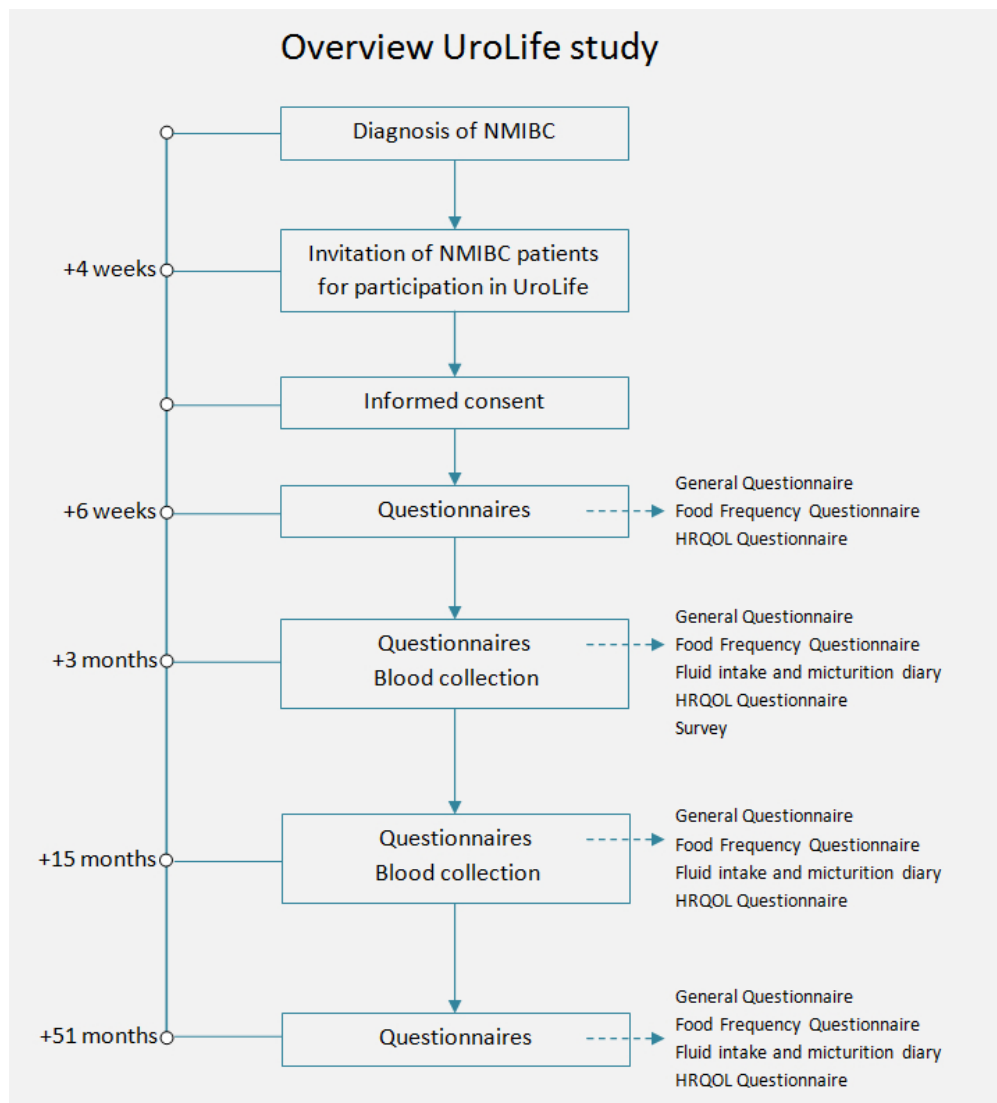 Overview UroLife study
Diagnosis of NMIBC
+4 weeks
Invitation of NMIBC patients
for participation in UroLife
Informed consent
+6 weeks
Questionnaires
General Questionnaire
Food Frequency Questionnaire
HRQOL Questionnaire
+3 months
Questionnaires
Blood collection
General Questionnaire
Food Frequency Questionnaire
Fluid intake and micturition diary
HRQOL Questionnaire
Survey
+15 months
Questionnaires
Blood collection
General Questionnaire
Food Frequency Questionnaire
Fluid intake and micturition diary
HRQOL Questionnaire
+51 months
Questionnaires
General Questionnaire
Food Frequency Questionnaire
Fluid intake and micturition diary
HRQOL Questionnaire